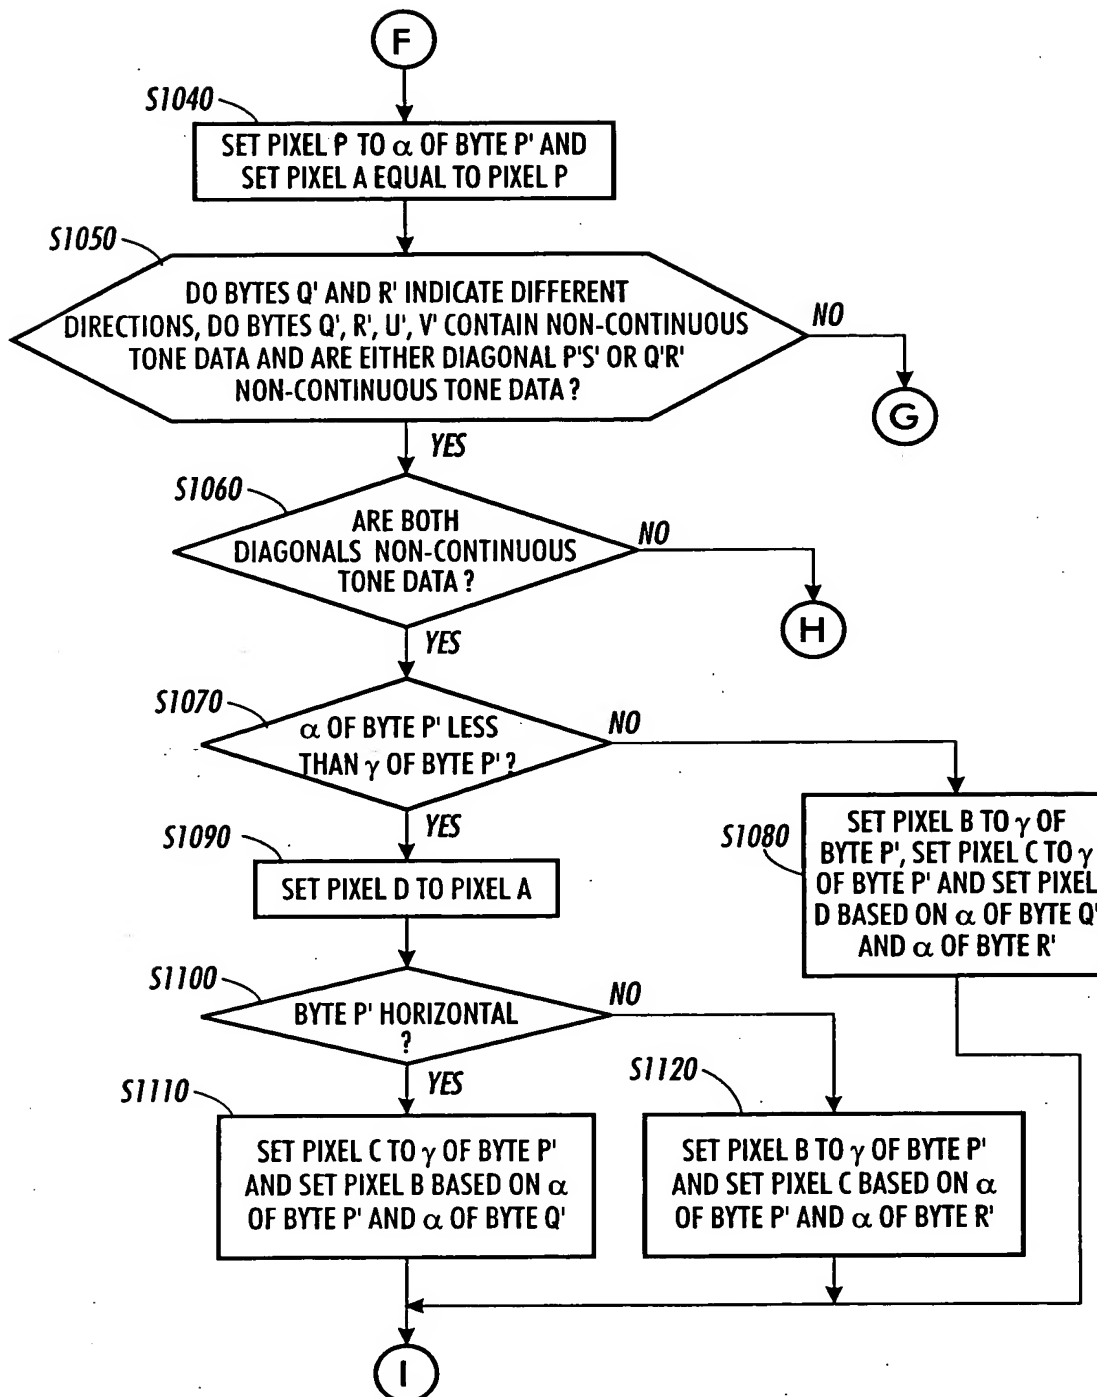 F
S1040
SET PIXEL P TO α OF BYTE P' AND
SET PIXEL A EQUAL TO PIXEL P
S1050
DO BYTES Q' AND R' INDICATE DIFFERENT
DIRECTIONS, DO BYTES Q', R', U', V' CONTAIN NON-CONTINUOUS
TONE DATA AND ARE EITHER DIAGONAL P'S' OR Q'R'
NON-CONTINUOUS TONE DATA ?
NO
G
YES
S1060
ARE BOTH
DIAGONALS NON-CONTINUOUS
TONE DATA ?
NO
H
YES
S1070
α OF BYTE P' LESS
THAN γ OF BYTE P' ?
NO
YES
S1080
SET PIXEL B TO γ OF
BYTE P', SET PIXEL C TO γ
OF BYTE P' AND SET PIXEL
D BASED ON α OF BYTE Q'
AND α OF BYTE R'
S1090
SET PIXEL D TO PIXEL A
S1100
BYTE P' HORIZONTAL
?
NO
YES
S1110
SET PIXEL C TO γ OF BYTE P'
AND SET PIXEL B BASED ON α
OF BYTE P' AND α OF BYTE Q'
S1120
SET PIXEL B TO γ OF BYTE P'
AND SET PIXEL C BASED ON α
OF BYTE P' AND α OF BYTE R'
I